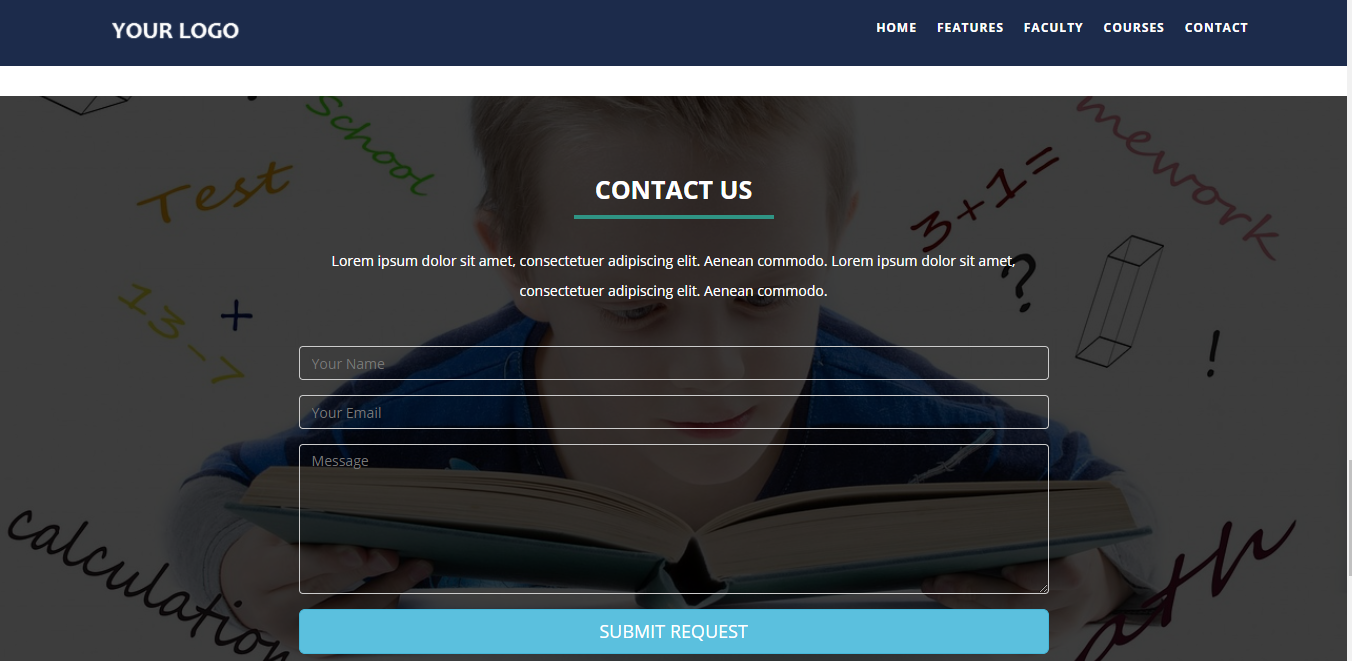 YOUR LOGO
HOME FEATURES FACULTY COURSES CONTACT
School
mework
Test
3+1=
CONTACT US
Lorem ipsum dolor sit amet, consectetuer adipiscing elit. Aenean commodo. Lorem ipsum dolor sit amet,
consectetuer adipiscing elit. Aenean commodo.
?
13-7
+
!
Your Name
Your Email
Message
calculation
ath
SUBMIT REQUEST